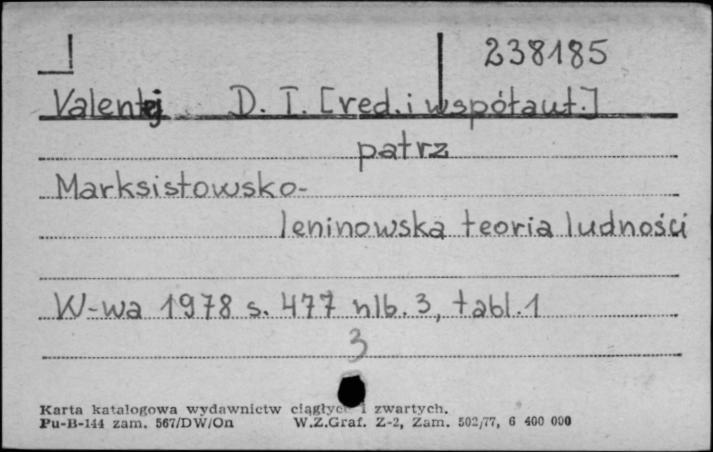 238185
Valentej D. I. [red. i współaut.]
patrz
Marksistowsko-
leninowska teoria ludności
W-wa 1978 s. 477 nlb. 3, tabl. 1
3
Karta katalogowa wydawnictw ciągłych i zwartych.
Pu-B-144 zam. 567/DW/On W.Z.Graf. Z-2, Zam. 502/77, 6 400 000